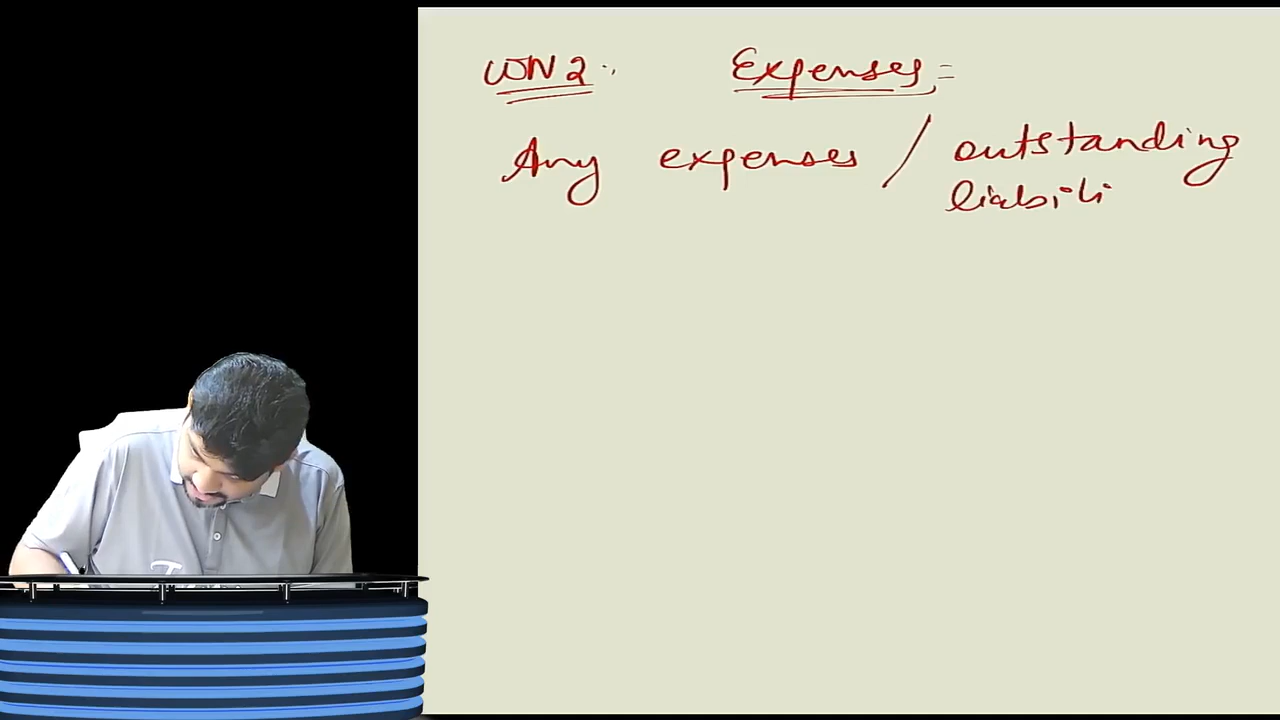 WN 2 : Expenses =
Any expenses / outstanding
liabili